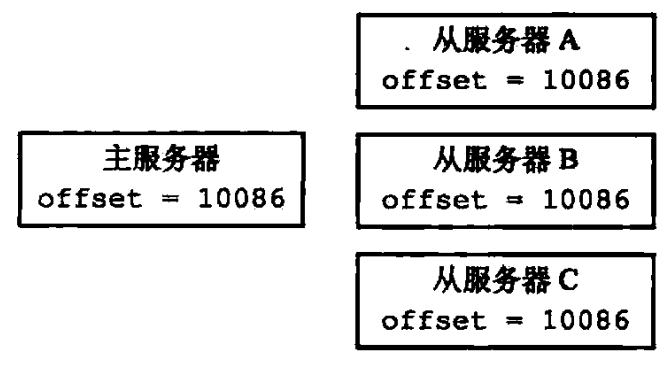 主服务器
offset = 10086
从服务器 A
offset = 10086
从服务器 B
offset = 10086
从服务器 C
offset = 10086